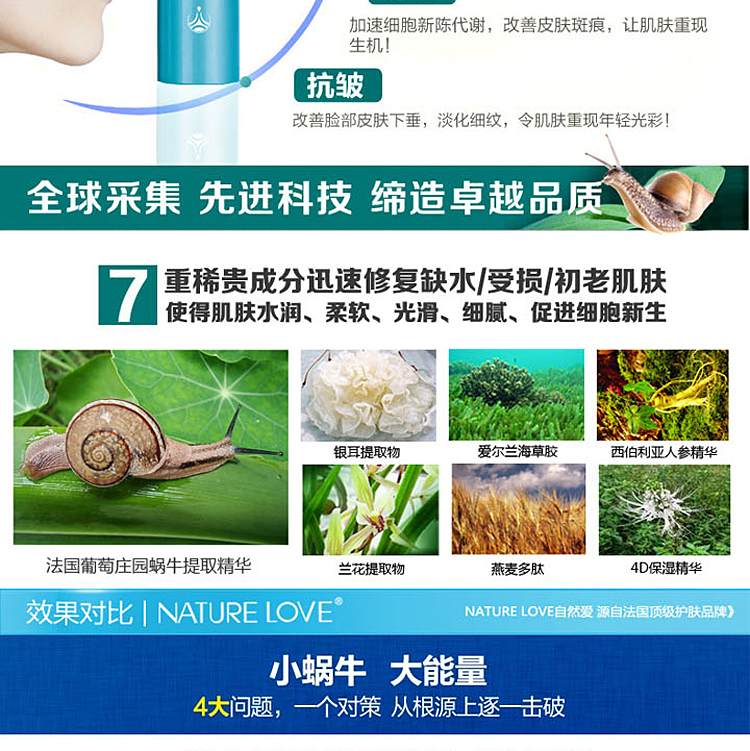 加速细胞新陈代谢，改善皮肤斑痕，让肌肤重现
生机！
抗皱
改善脸部皮肤下垂，淡化细纹，令肌肤重现年轻光彩！
全球采集 先进科技 缔造卓越品质
7
重稀贵成分迅速修复缺水/受损/初老肌肤
使得肌肤水润、柔软、光滑、细腻、促进细胞新生
银耳提取物
爱尔兰海草胶
西伯利亚人参精华
法国葡萄庄园蜗牛提取精华
兰花提取物
燕麦多肽
4D保湿精华
效果对比 | NATURE LOVE®
NATURE LOVE自然爱 源自法国顶级护肤品牌》
小蜗牛 大能量
4大问题，一个对策 从根源上逐一击破